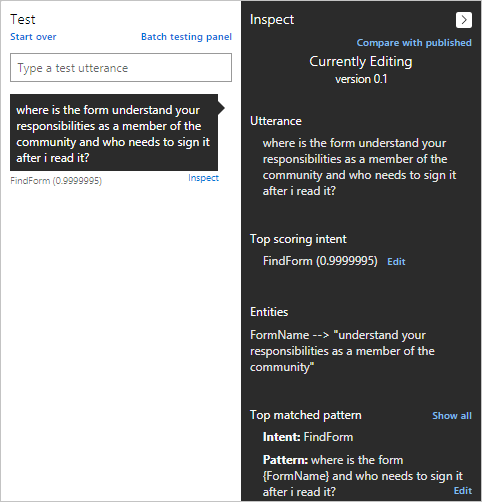 Test
Start over
Batch testing panel
Type a test utterance
where is the form understand your
responsibilities as a member of the
community and who needs to sign it
after i read it?
FindForm (0.9999995)
Inspect
Inspect
Compare with published
Currently Editing
version 0.1
Utterance
where is the form understand your
responsibilities as a member of the
community and who needs to sign it
after i read it?
Top scoring intent
FindForm (0.9999995) Edit
Entities
FormName --> "understand your
responsibilities as a member of the
community"
Top matched pattern
Show all
Intent: FindForm
Pattern: where is the form
{FormName} and who needs to sign it
after i read it?
Edit